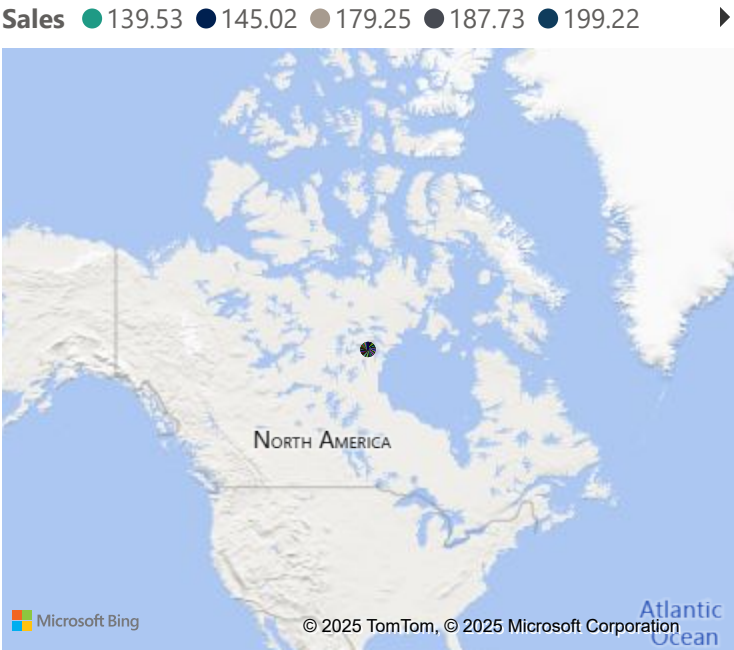 Sales 139.53 145.02 179.25 187.73 199.22
NORTH AMERICA
Atlantic
Ocean
Microsoft Bing
© 2025 TomTom, © 2025 Microsoft Corporation